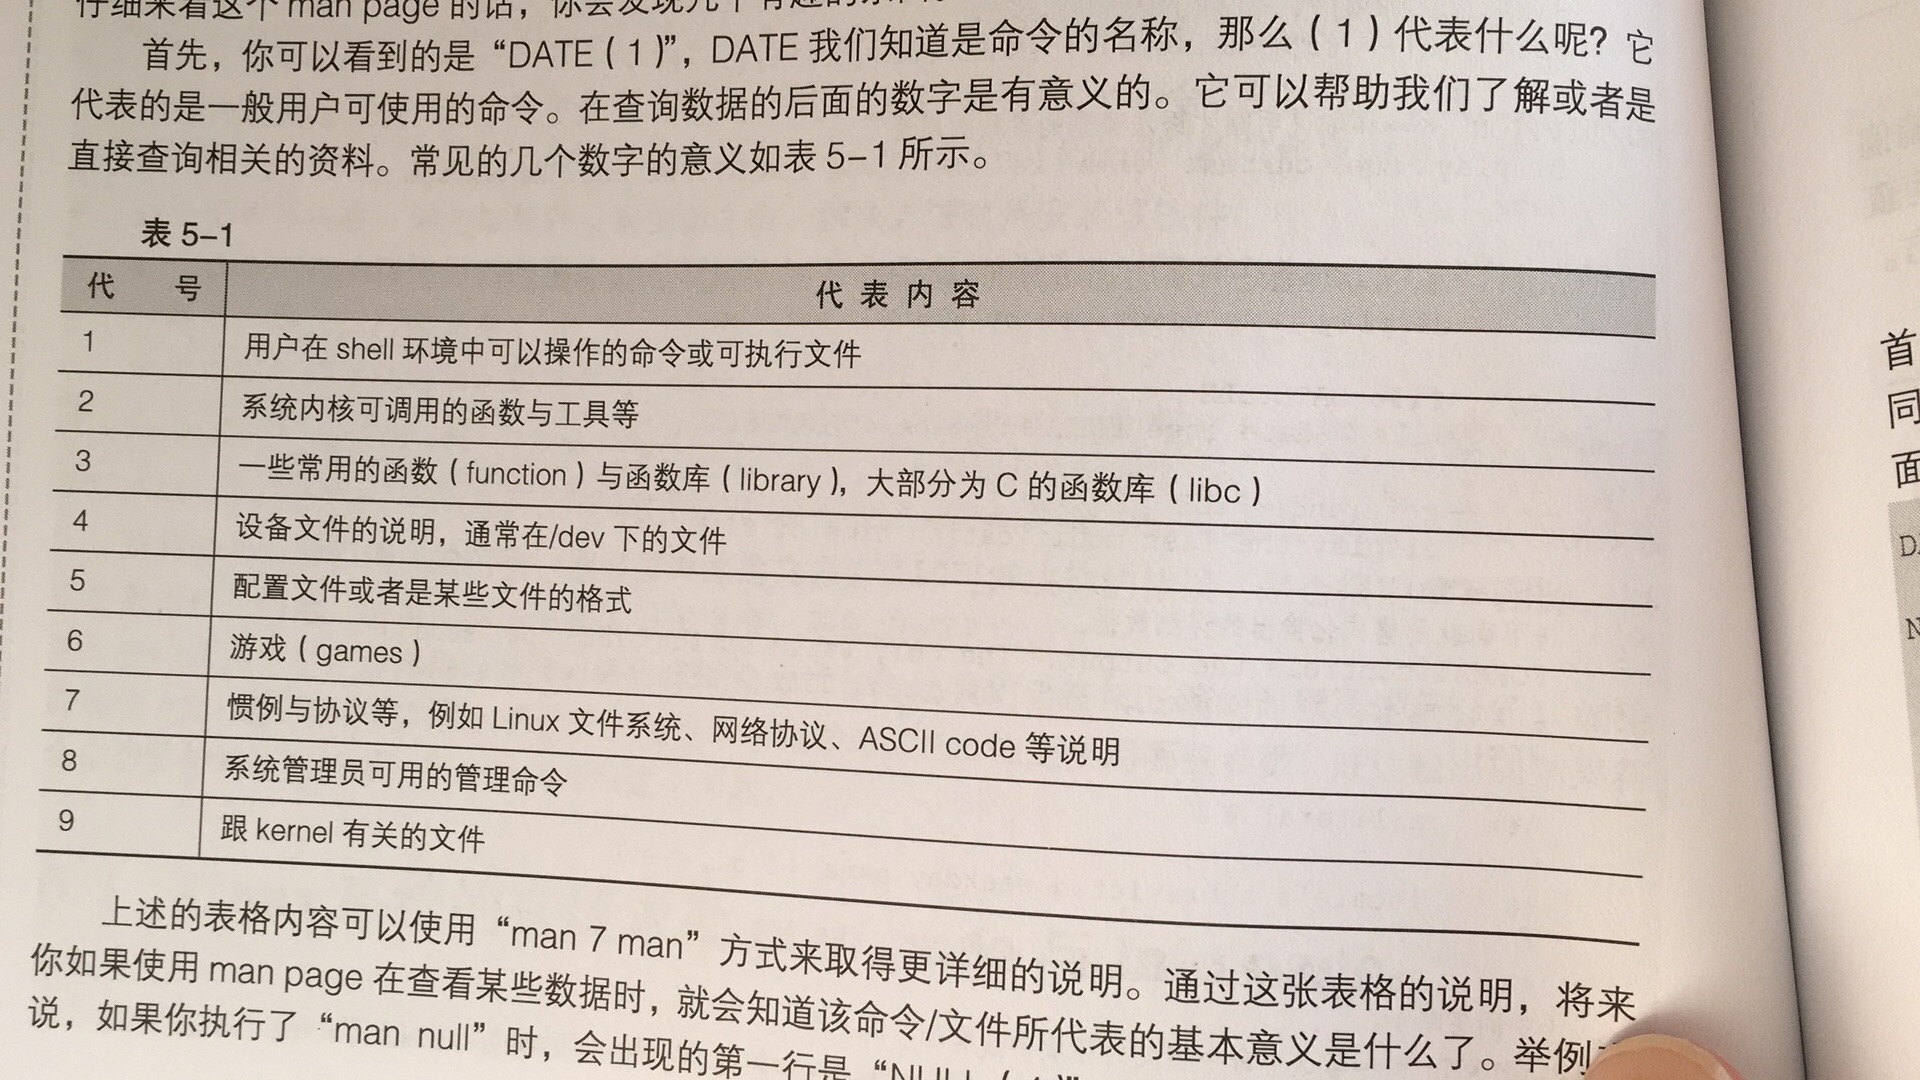 仔细来看这个 man page 的话，你会发现几个有趣的
首先，你可以看到的是“DATE（1）”，DATE 我们知道是命令的名称，那么（1）代表什么呢？它
代表的是一般用户可使用的命令。在查询数据的后面的数字是有意义的。它可以帮助我们了解或者是
直接查询相关的资料。常见的几个数字的意义如表 5-1 所示。
表 5-1
代 号 代 表 内 容
1 用户在 shell 环境中可以操作的命令或可执行文件
2 系统内核可调用的函数与工具等
3 一些常用的函数（function）与函数库（library），大部分为 C 的函数库（libc）
4 设备文件的说明，通常在/dev 下的文件
5 配置文件或者是某些文件的格式
6 游戏（games）
7 惯例与协议等，例如 Linux 文件系统、网络协议、ASCII code 等说明
8 系统管理员可用的管理命令
9 跟 kernel 有关的文件
上述的表格内容可以使用“man 7 man”方式来取得更详细的说明。通过这张表格的说明，将来
你如果使用 man page 在查看某些数据时，就会知道该命令/文件所代表的基本意义是什么了。举例
说，如果你执行了“man null”时，会出现的第一行是“NULL
首
同
面